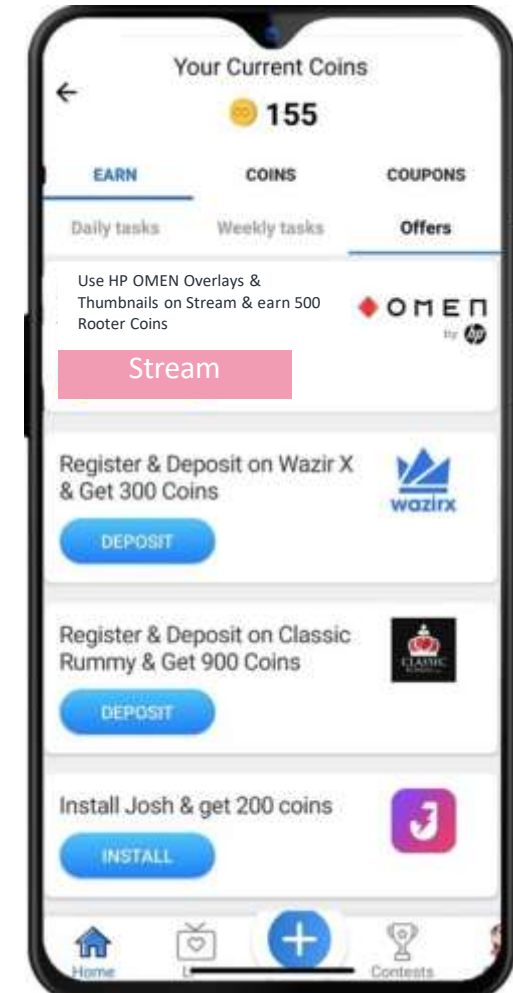 Your Current Coins
155
EARN COINS COUPONS
Daily tasks Weekly tasks Offers
Use HP OMEN Overlays &
Thumbnails on Stream & earn 500
Rooter Coins
OMEN
by hp
Stream
Register & Deposit on Wazir X
& Get 300 Coins
wazirx
DEPOSIT
Register & Deposit on Classic
Rummy & Get 900 Coins
CLASSIC
DEPOSIT
Install Josh & get 200 coins
J
INSTALL
Home Contests